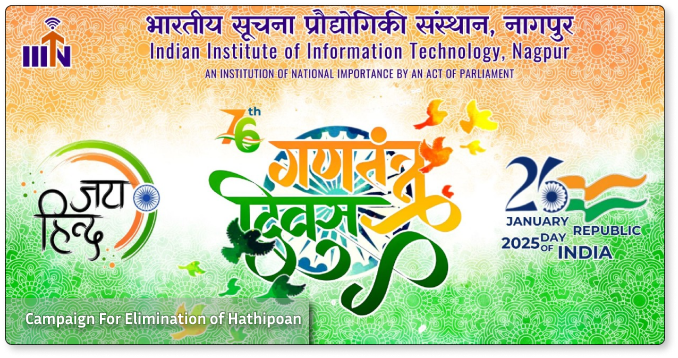 IIITN
भारतीय सूचना प्रौद्योगिकी संस्थान, नागपुर
Indian Institute of Information Technology, Nagpur
AN INSTITUTION OF NATIONAL IMPORTANCE BY AN ACT OF PARLIAMENT
76th
गणतंत्र
दिवस
जय
हिन्द
26
JANUARY
2025
REPUBLIC
DAY OF
INDIA
Campaign For Elimination of Hathipoan